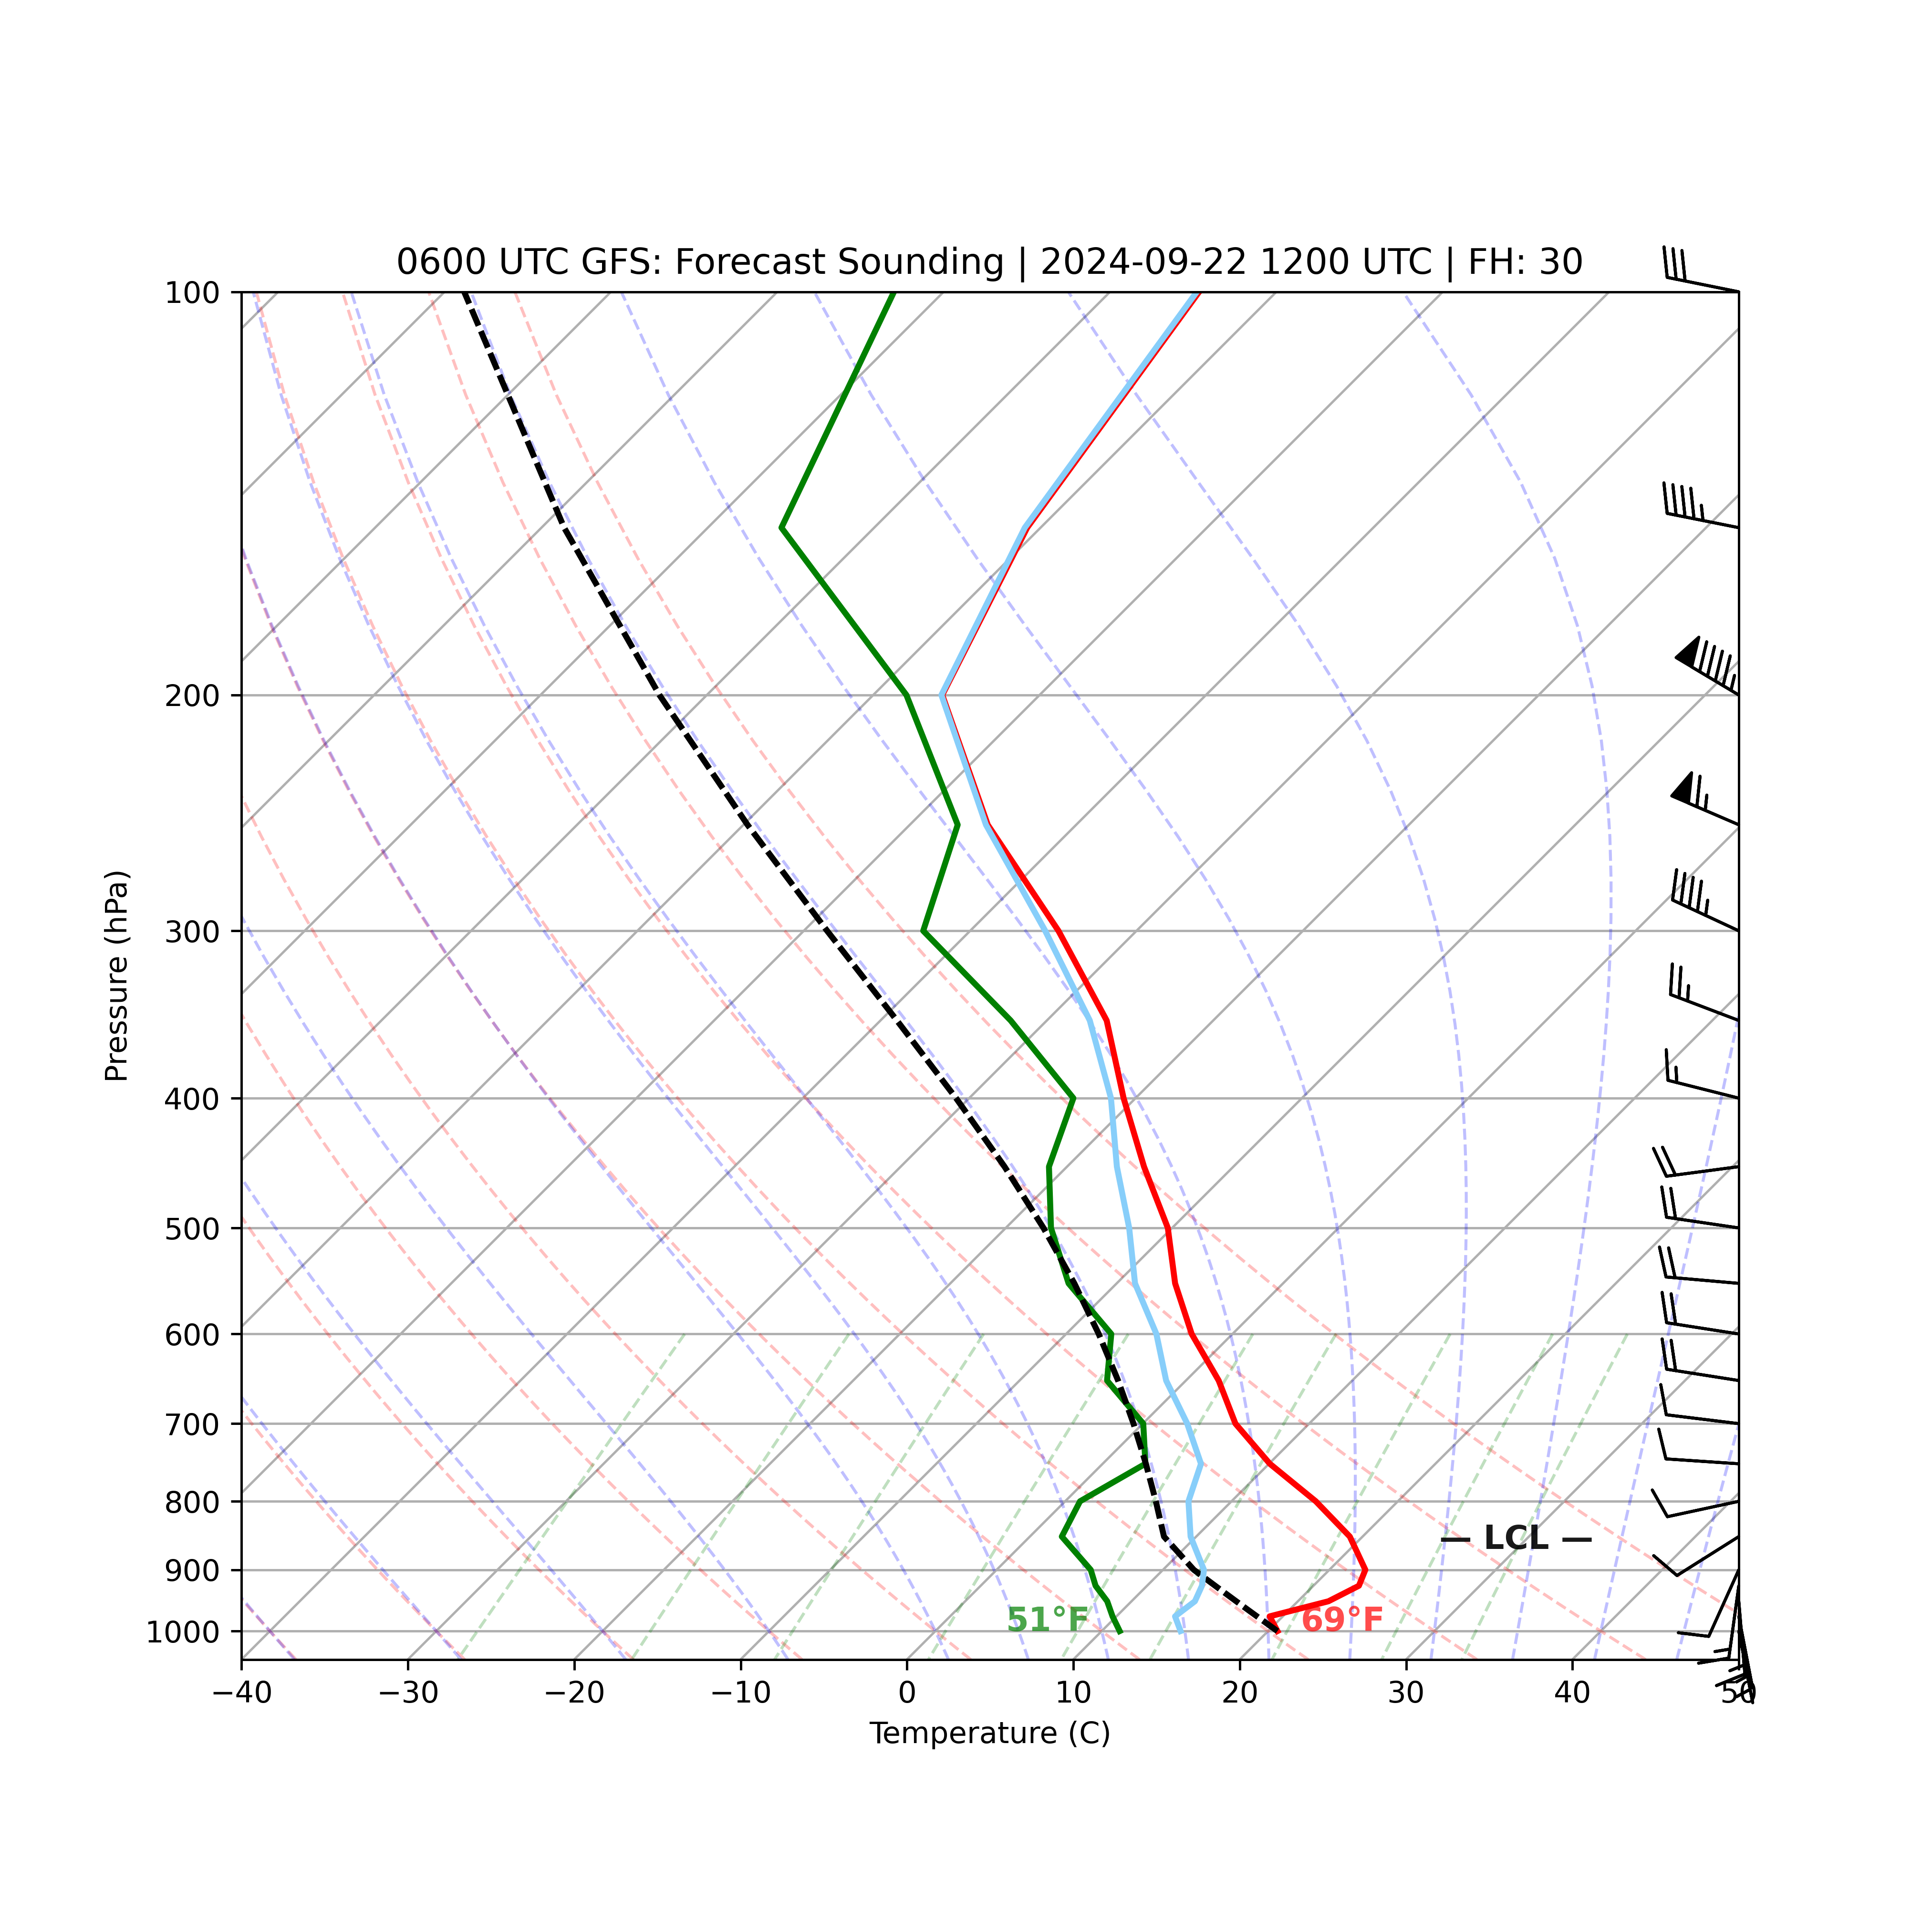 0600 UTC GFS: Forecast Sounding | 2024-09-22 1200 UTC | FH: 30
100
200
300
400
500
600
700
800
900
1000
Pressure (hPa)
— LCL —
51°F
69°F
−40 −30 −20 −10 0 10 20 30 40 50
Temperature (C)